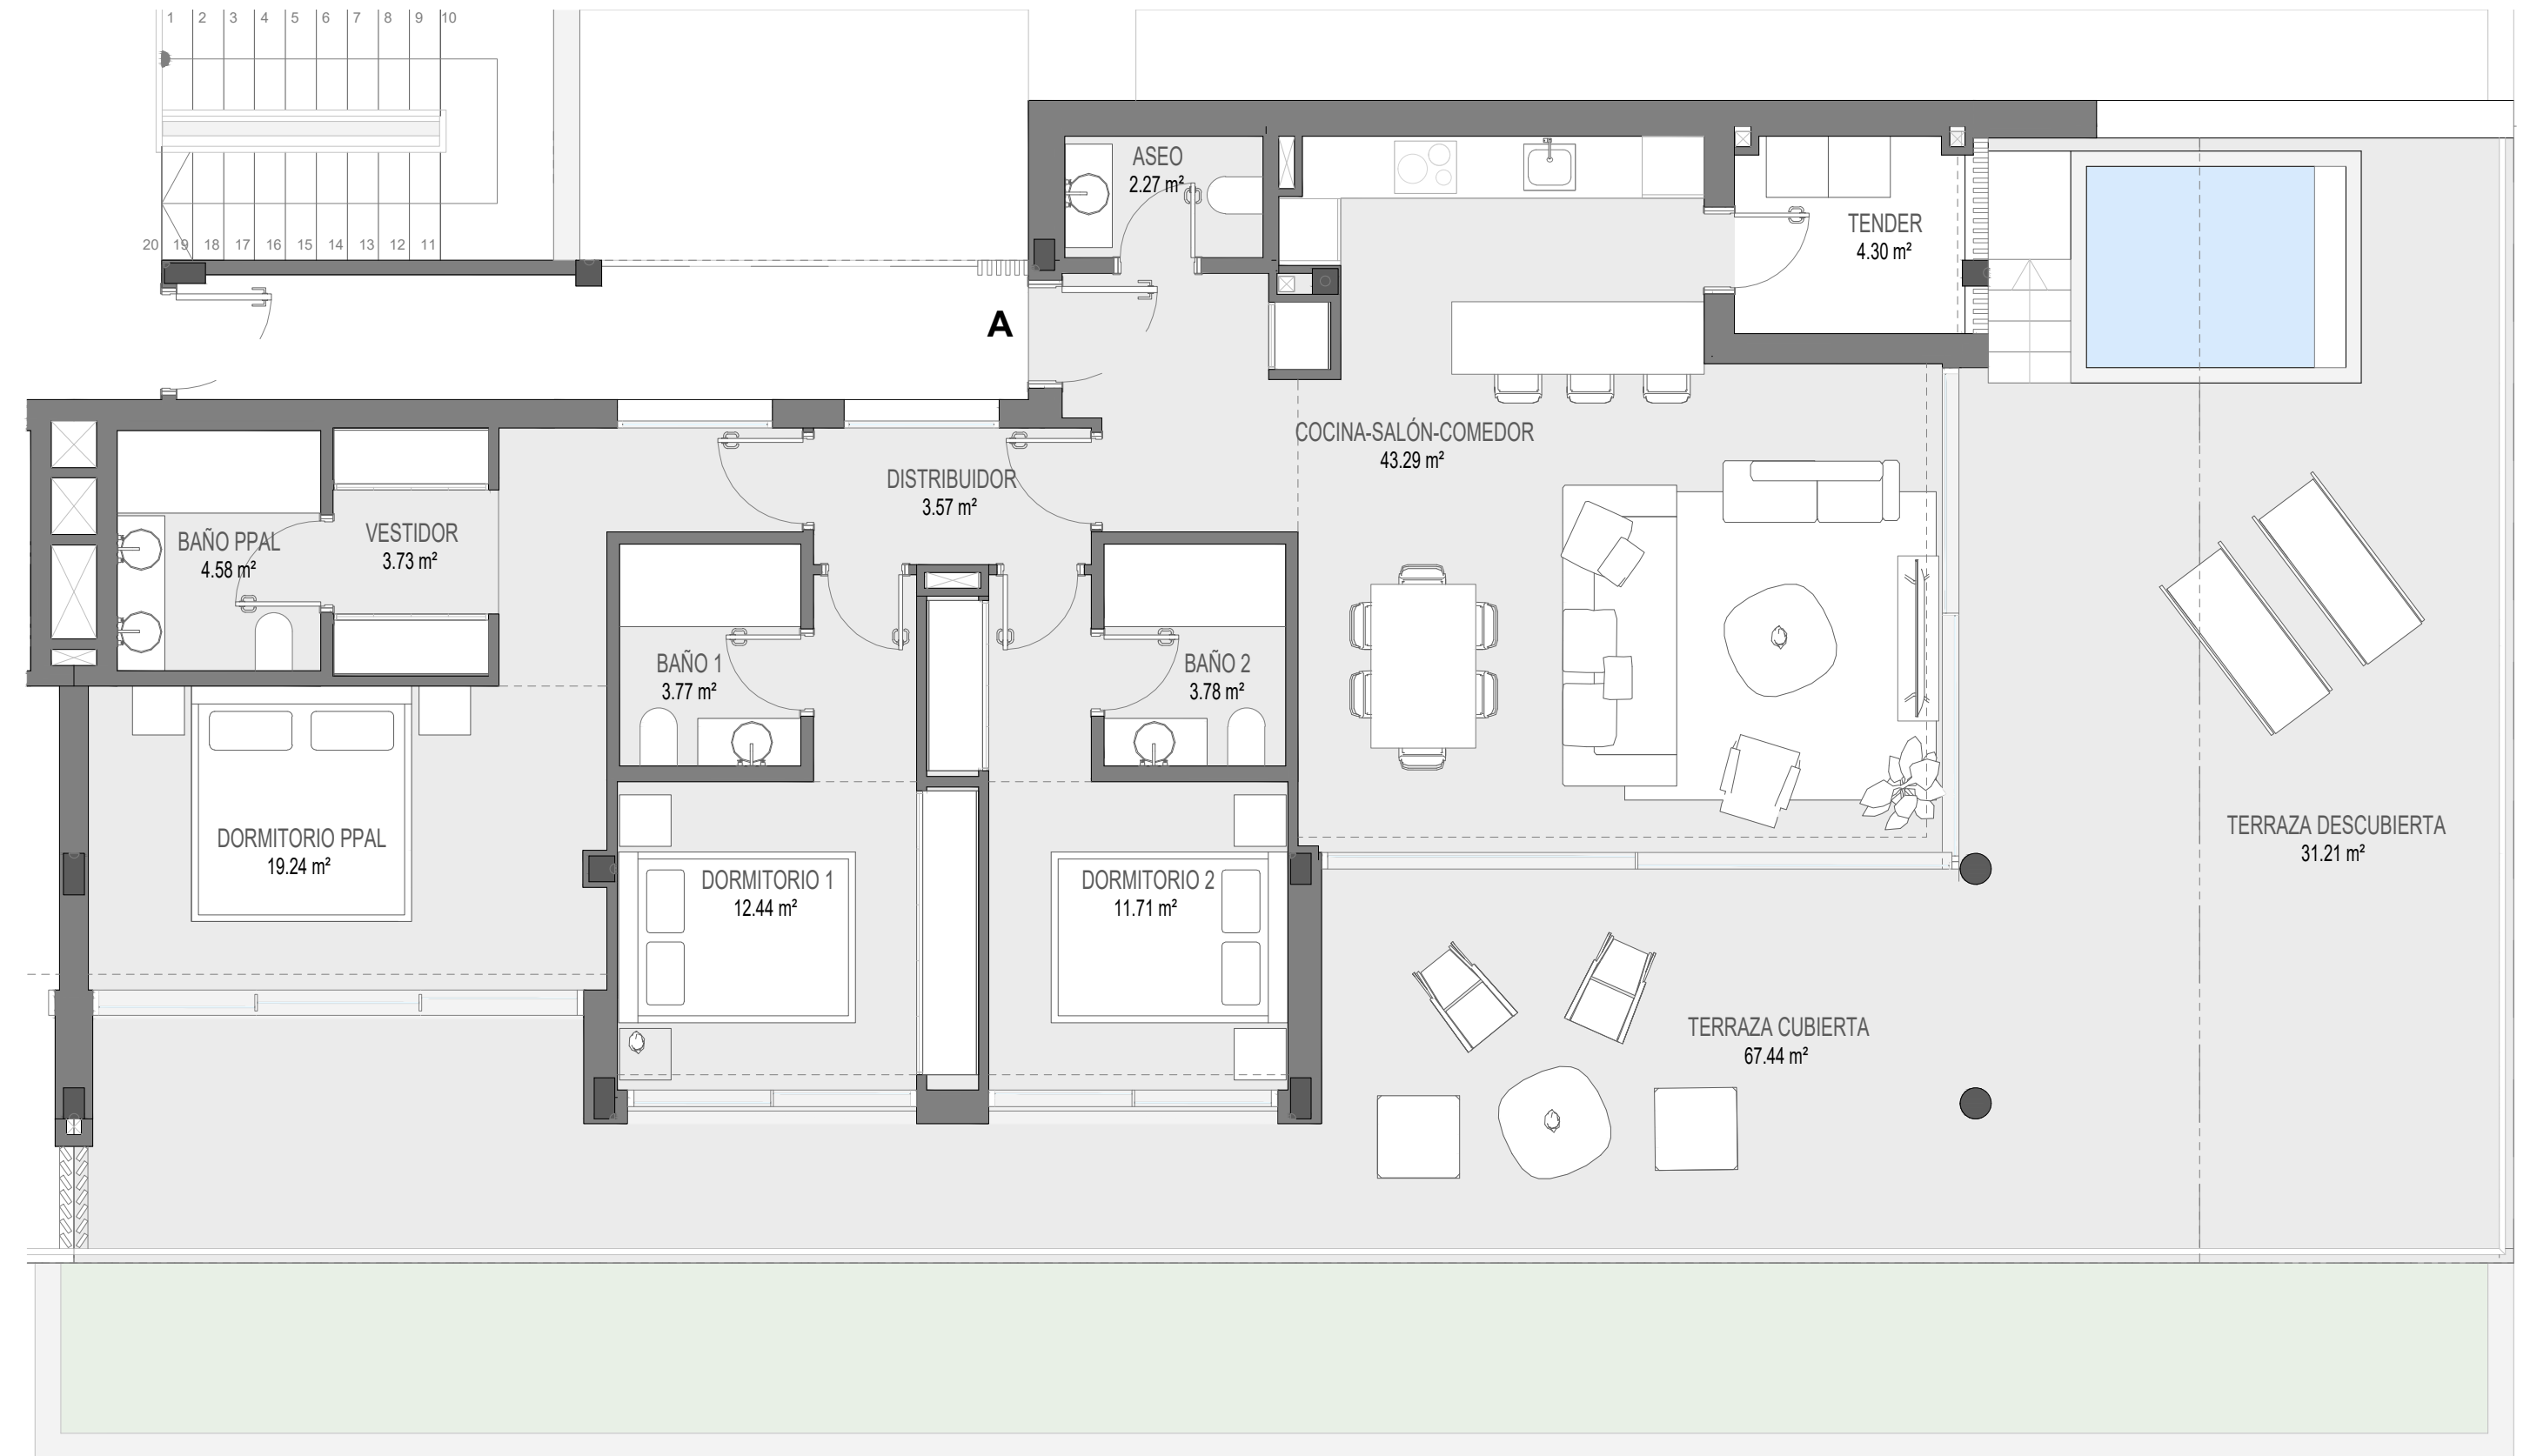 1 2 3 4 5 6 7 8 9 10
20 19 18 17 16 15 14 13 12 11
ASEO
2.27 m²
TENDER
4.30 m²
A
COCINA-SALÓN-COMEDOR
43.29 m²
DISTRIBUIDOR
3.57 m²
VESTIDOR
3.73 m²
BAÑO PPAL
4.58 m²
BAÑO 1
3.77 m²
BAÑO 2
3.78 m²
DORMITORIO PPAL
19.24 m²
DORMITORIO 1
12.44 m²
DORMITORIO 2
11.71 m²
TERRAZA DESCUBIERTA
31.21 m²
TERRAZA CUBIERTA
67.44 m²